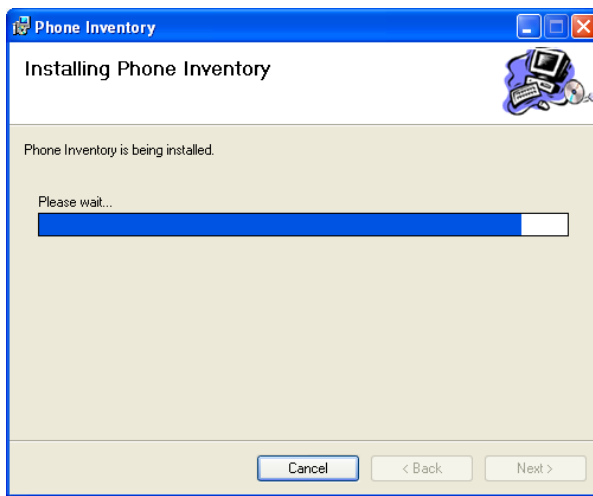 Phone Inventory
Installing Phone Inventory
Phone Inventory is being installed.
Please wait...
Cancel
< Back
Next >